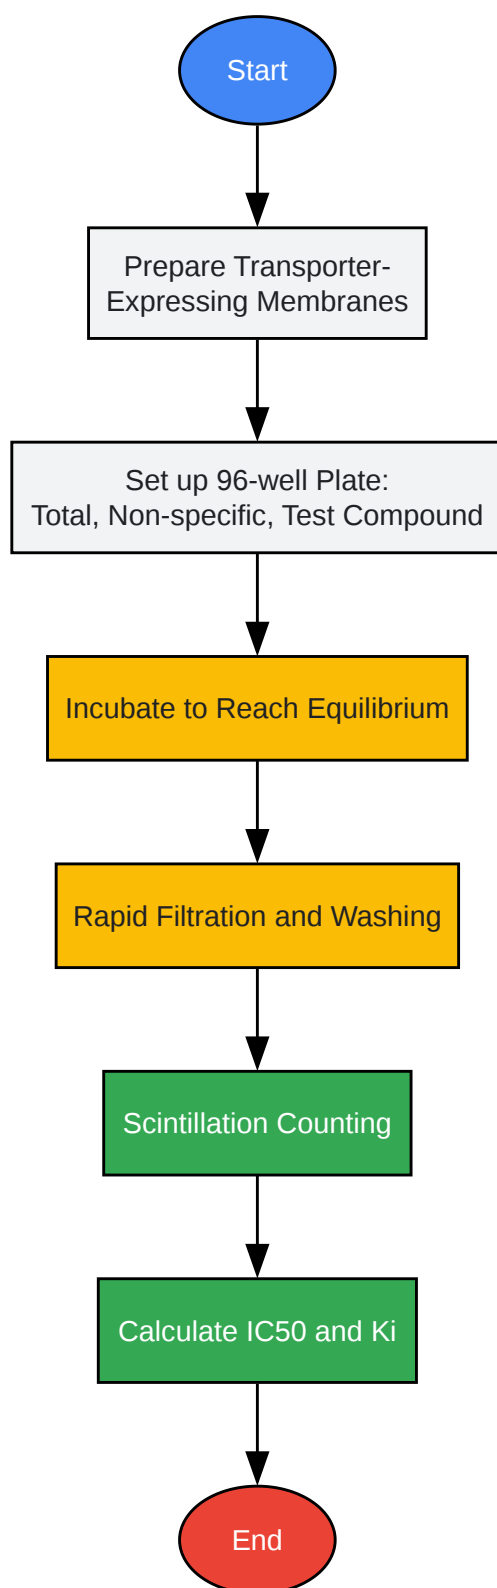 Start
Prepare Transporter-
Expressing Membranes
Set up 96-well Plate:
Total, Non-specific, Test Compound
Incubate to Reach Equilibrium
Rapid Filtration and Washing
Scintillation Counting
Calculate IC50 and Ki
End